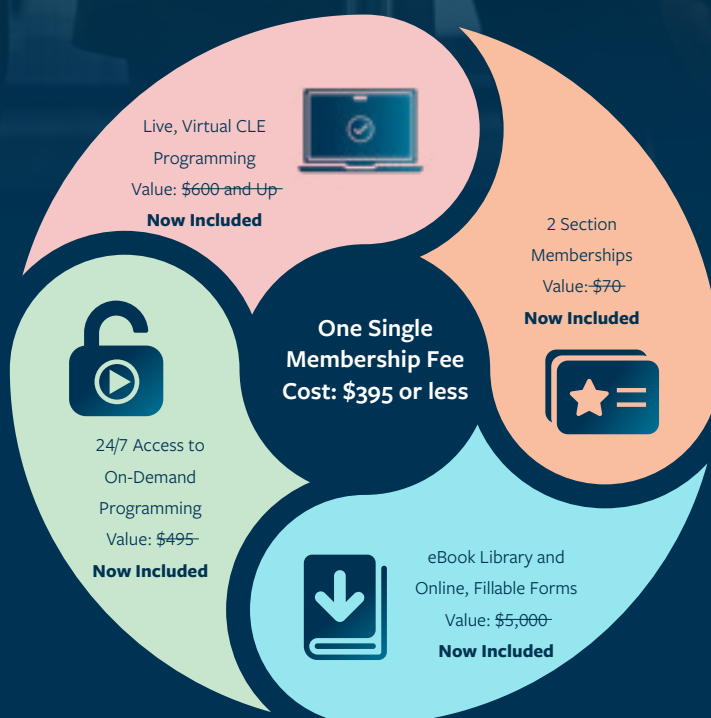 Live, Virtual CLE
Programming
Value: $600 and Up
Now Included
2 Section
Memberships
Value: $70
Now Included
One Single
Membership Fee
Cost: $395 or less
24/7 Access to
On-Demand
Programming
Value: $495
Now Included
eBook Library and
Online, Fillable Forms
Value: $5,000
Now Included